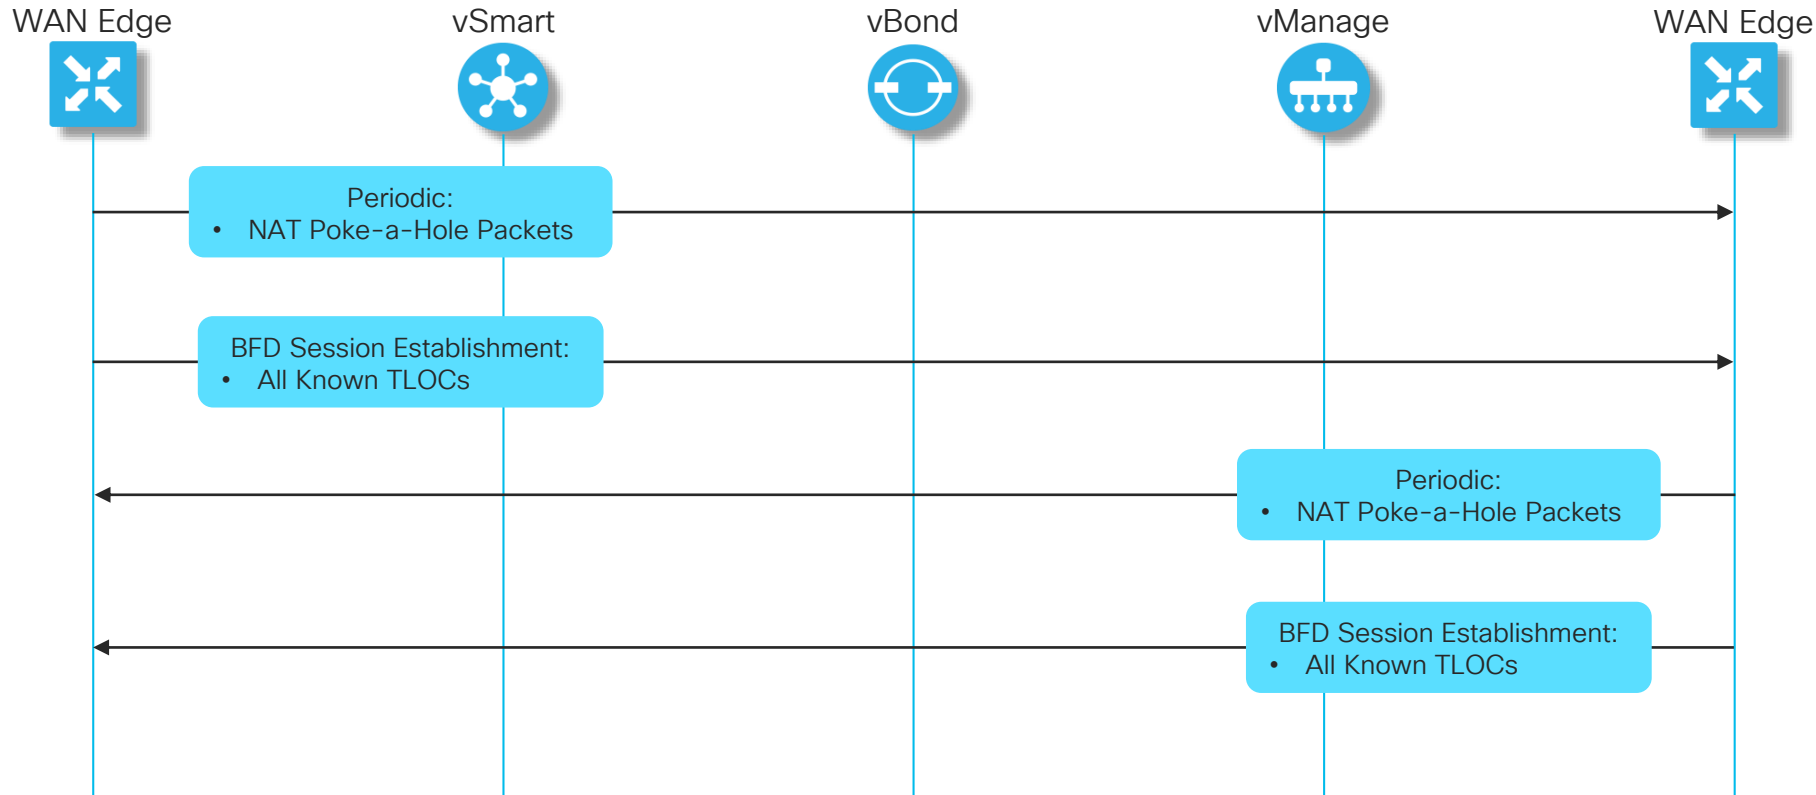 WAN Edge
vSmart
vBond
vManage
WAN Edge
Periodic:
• NAT Poke-a-Hole Packets
BFD Session Establishment:
• All Known TLOCs
Periodic:
• NAT Poke-a-Hole Packets
BFD Session Establishment:
• All Known TLOCs